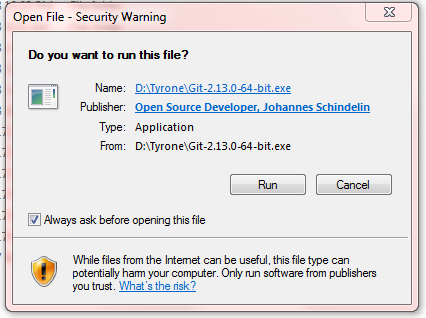 Open File - Security Warning
Do you want to run this file?
Name: D:\Tyrone\Git-2.13.0-64-bit.exe
Publisher: Open Source Developer, Johannes Schindelin
Type: Application
From: D:\Tyrone\Git-2.13.0-64-bit.exe
Run Cancel
Always ask before opening this file
While files from the Internet can be useful, this file type can
potentially harm your computer. Only run software from publishers
you trust. What's the risk?